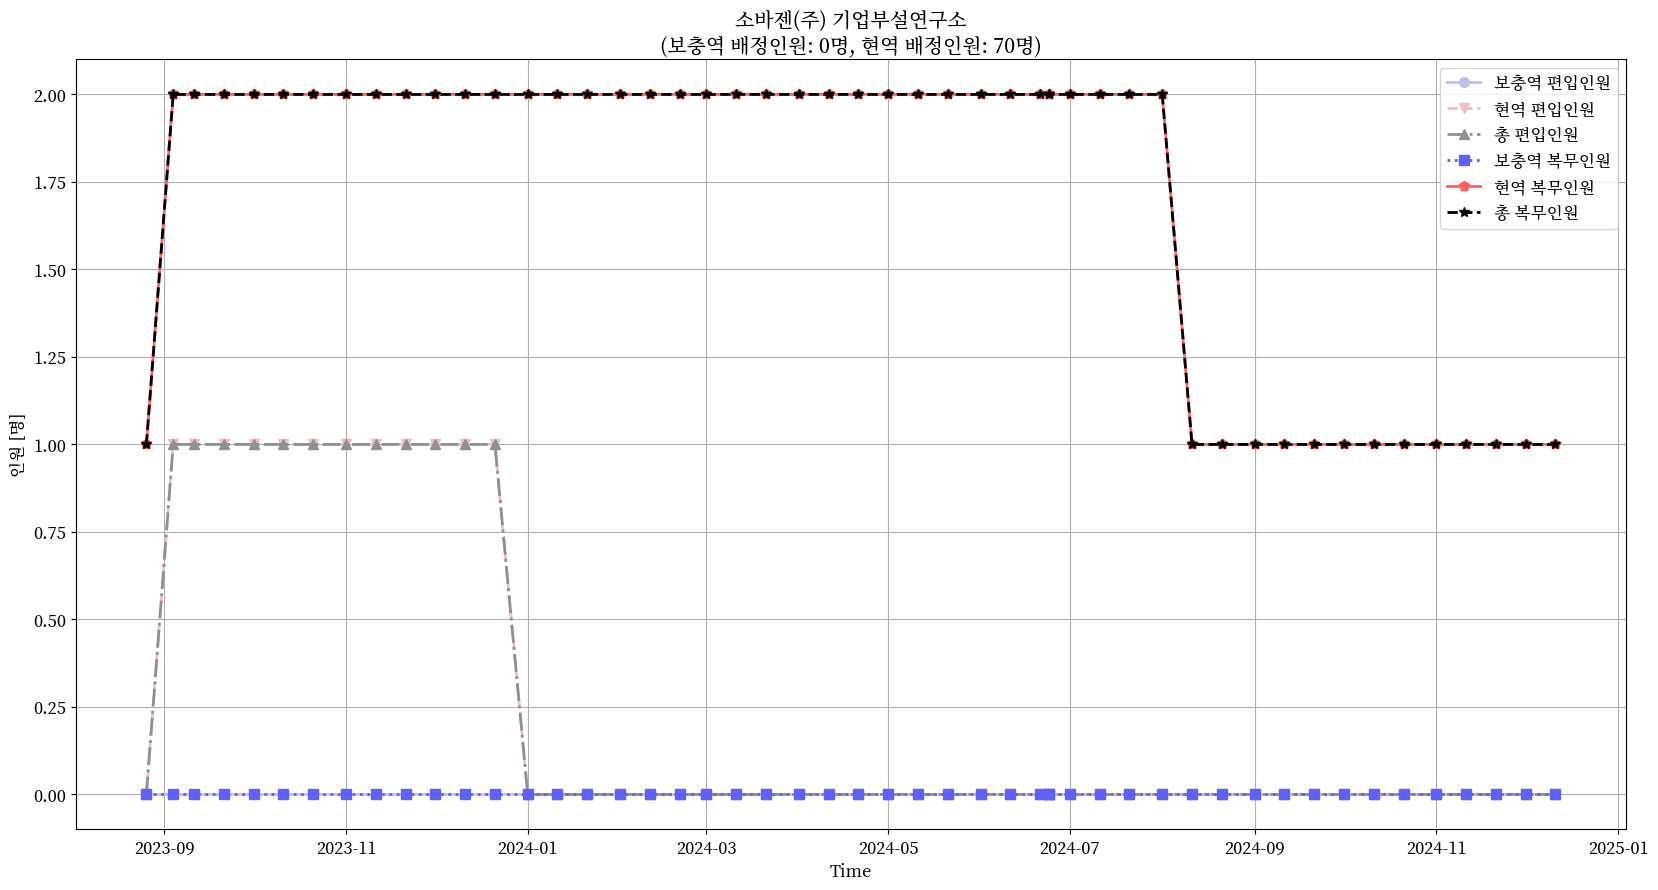 소바젠(주) 기업부설연구소
(보충역 배정인원: 0명, 현역 배정인원: 70명)
보충역 편입인원
현역 편입인원
총 편입인원
보충역 복무인원
현역 복무인원
총 복무인원
인원 [명]
2.00
1.75
1.50
1.25
1.00
0.75
0.50
0.25
0.00
2023-09
2023-11
2024-01
2024-03
2024-05
2024-07
2024-09
2024-11
2025-01
Time